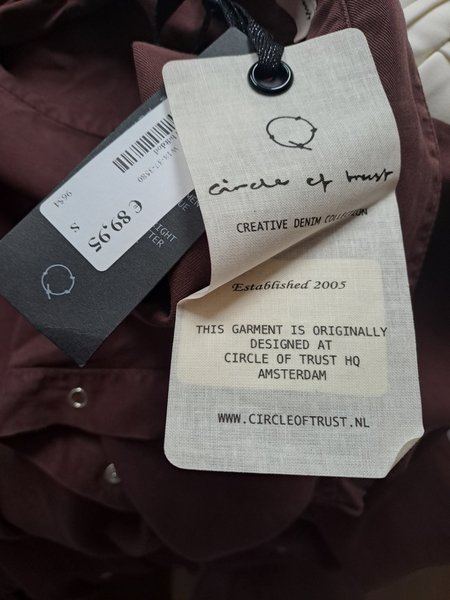 circle of trust
CREATIVE DENIM COLLECTION
Established 2005
THIS GARMENT IS ORIGINALLY
DESIGNED AT
CIRCLE OF TRUST HQ
AMSTERDAM
WWW.CIRCLEOFTRUST.NL
€ 89,95
S
9651